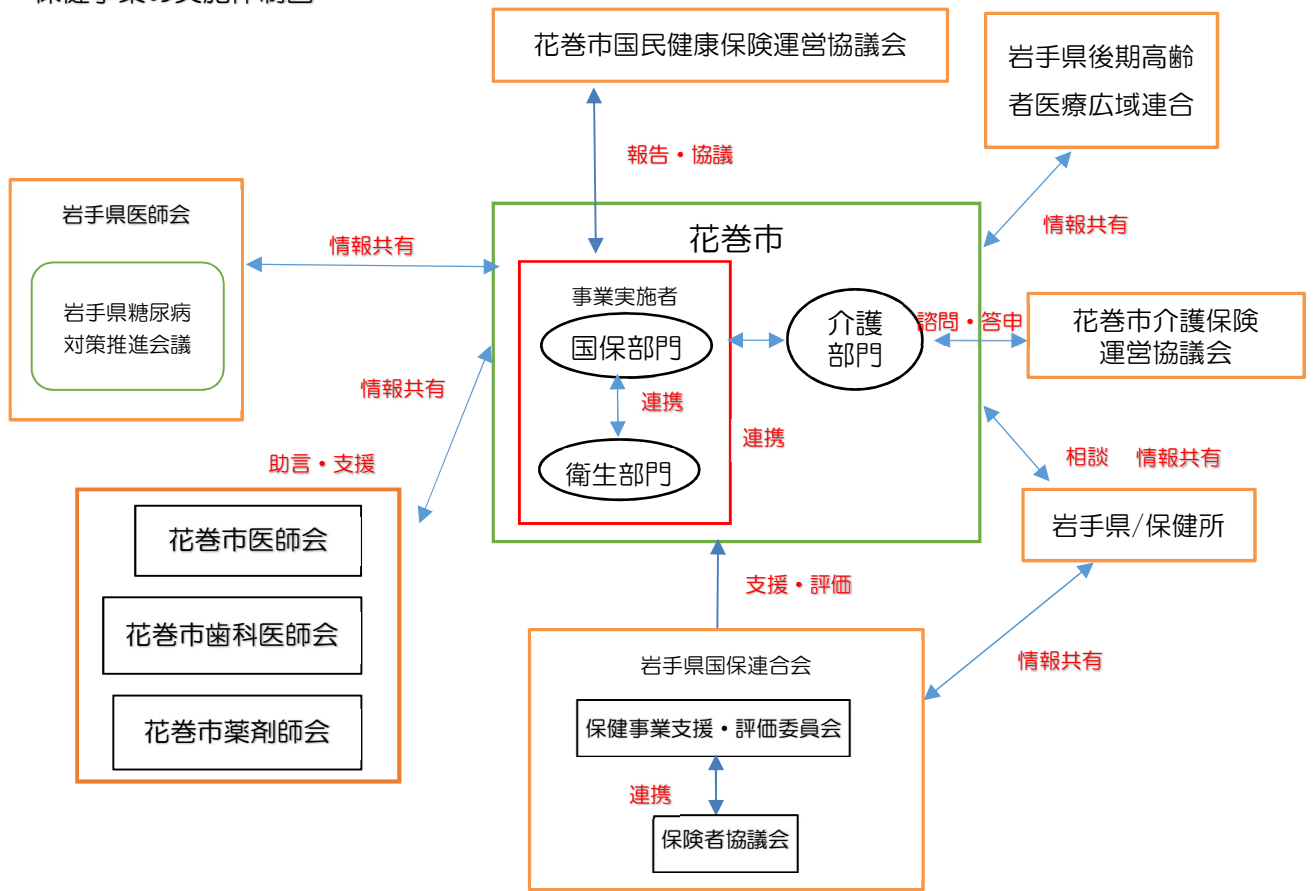 保健事業の実施体制図
花巻市国民健康保険運営協議会
岩手県後期高齢
者医療広域連合
報告・協議
岩手県医師会
岩手県糖尿病
対策推進会議
情報共有
花巻市
情報共有
事業実施者
国保部門
連携
衛生部門
介護
部門
連携
諮問・答申
花巻市介護保険
運営協議会
情報共有
助言・支援
花巻市医師会
花巻市歯科医師会
花巻市薬剤師会
相談 情報共有
岩手県/保健所
支援・評価
情報共有
岩手県国保連合会
保健事業支援・評価委員会
連携
保険者協議会